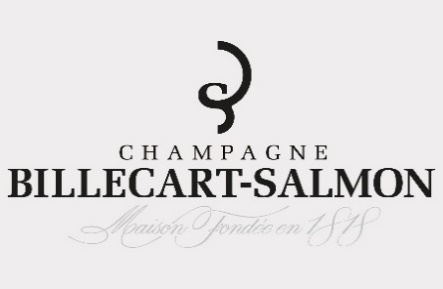 CHAMPAGNE
BILLECART-SALMON
Maison Fondée en 1818